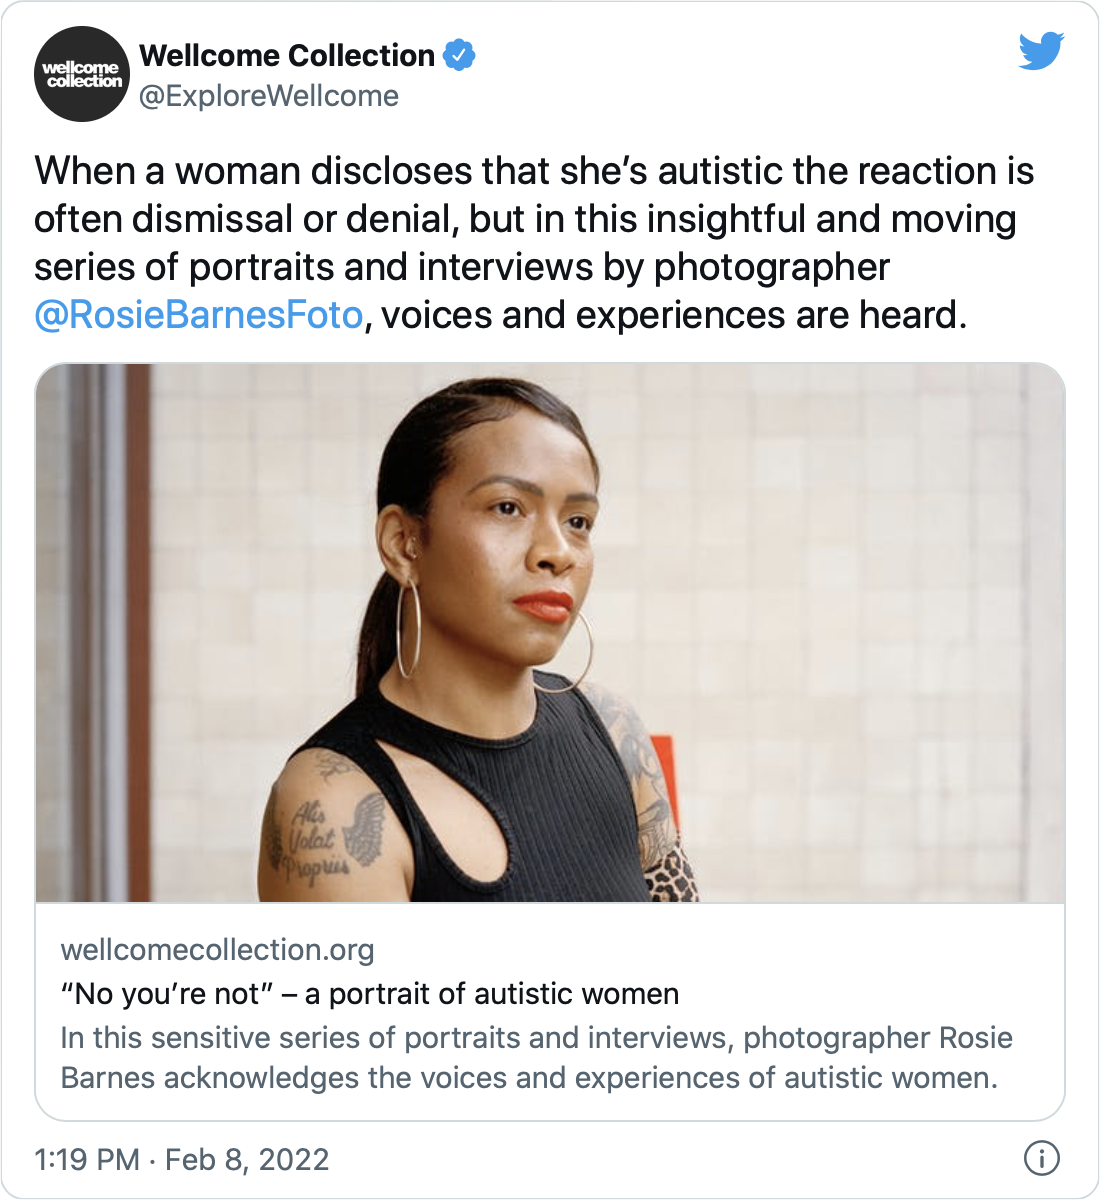 wellcome
collection
Wellcome Collection
@ExploreWellcome
When a woman discloses that she’s autistic the reaction is
often dismissal or denial, but in this insightful and moving
series of portraits and interviews by photographer
@RosieBarnesFoto, voices and experiences are heard.
Alis
Volat
Propriis
wellcomecollection.org
“No you’re not” – a portrait of autistic women
In this sensitive series of portraits and interviews, photographer Rosie
Barnes acknowledges the voices and experiences of autistic women.
1:19 PM · Feb 8, 2022